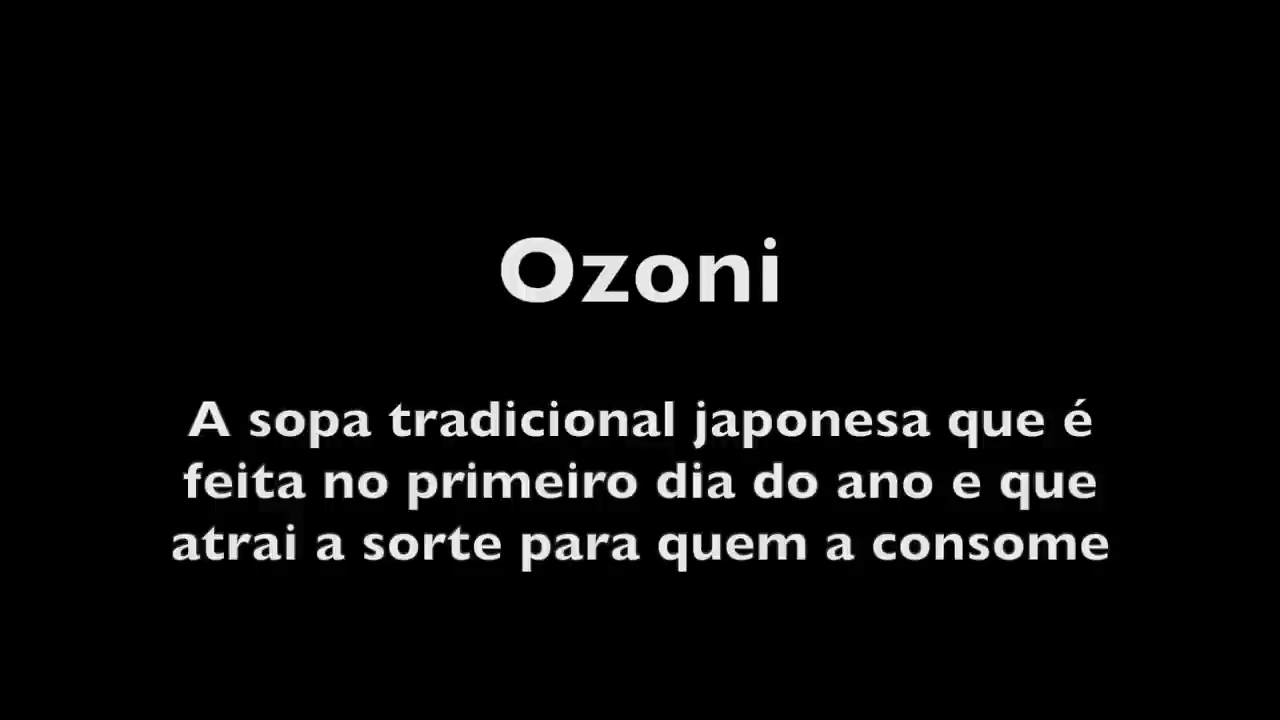 Ozoni
A sopa tradicional japonesa que é
feita no primeiro dia do ano e que
atrai a sorte para quem a consome